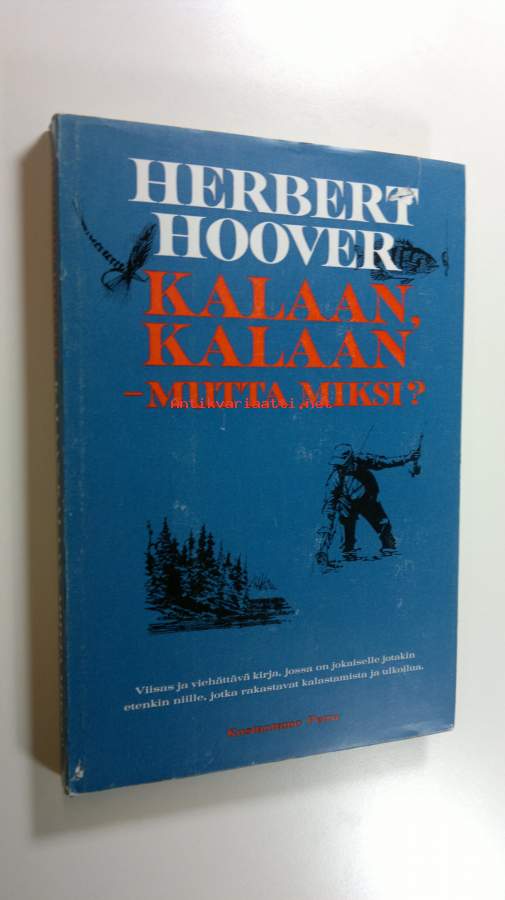 HERBERT
HOOVER
KALAAN,
KALAAN
– MUTTA MIKSI?
Antikvariaatti.net
Viisas ja viehättävä kirja, jossa on jokaiselle jotakin
etenkin niille, jotka rakastavat kalastamista ja ulkoilua.